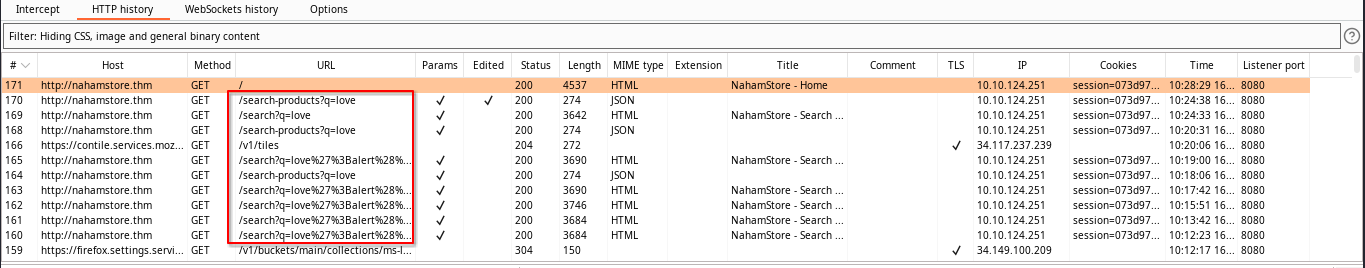 Intercept HTTP history WebSockets history Options
Filter: Hiding CSS, image and general binary content ?
# Host Method URL Params Edited Status Length MIME type Extension Title Comment TLS IP Cookies Time Listener port
171 http://nahamstore.thm GET / 200 4537 HTML NahamStore - Home 10.10.124.251 session=073d97... 10:28:29 16... 8080
170 http://nahamstore.thm GET /search-products?q=love ✓ ✓ 200 274 JSON 10.10.124.251 session=073d97... 10:24:38 16... 8080
169 http://nahamstore.thm GET /search?q=love ✓ 200 3642 HTML NahamStore - Search ... 10.10.124.251 session=073d97... 10:24:33 16... 8080
168 http://nahamstore.thm GET /search-products?q=love ✓ 200 274 JSON 10.10.124.251 session=073d97... 10:20:31 16... 8080
166 https://contile.services.moz... GET /v1/tiles 204 272 ✓ 34.117.237.239 10:20:06 16... 8080
165 http://nahamstore.thm GET /search?q=love%27%3Balert%28%... ✓ 200 3690 HTML NahamStore - Search ... 10.10.124.251 session=073d97... 10:19:00 16... 8080
164 http://nahamstore.thm GET /search-products?q=love ✓ 200 274 JSON 10.10.124.251 session=073d97... 10:18:06 16... 8080
163 http://nahamstore.thm GET /search?q=love%27%3Balert%28%... ✓ 200 3690 HTML NahamStore - Search ... 10.10.124.251 session=073d97... 10:17:42 16... 8080
162 http://nahamstore.thm GET /search?q=love%27%3Balert%28%... ✓ 200 3746 HTML NahamStore - Search ... 10.10.124.251 session=073d97... 10:15:51 16... 8080
161 http://nahamstore.thm GET /search?q=love%27%3Balert%28%... ✓ 200 3684 HTML NahamStore - Search ... 10.10.124.251 session=073d97... 10:13:42 16... 8080
160 http://nahamstore.thm GET /search?q=love%27%3Balert%28%... ✓ 200 3684 HTML NahamStore - Search ... 10.10.124.251 session=073d97... 10:12:23 16... 8080
159 https://firefox.settings.servi... GET /v1/buckets/main/collections/ms-l... 304 150 ✓ 34.149.100.209 10:12:17 16... 8080